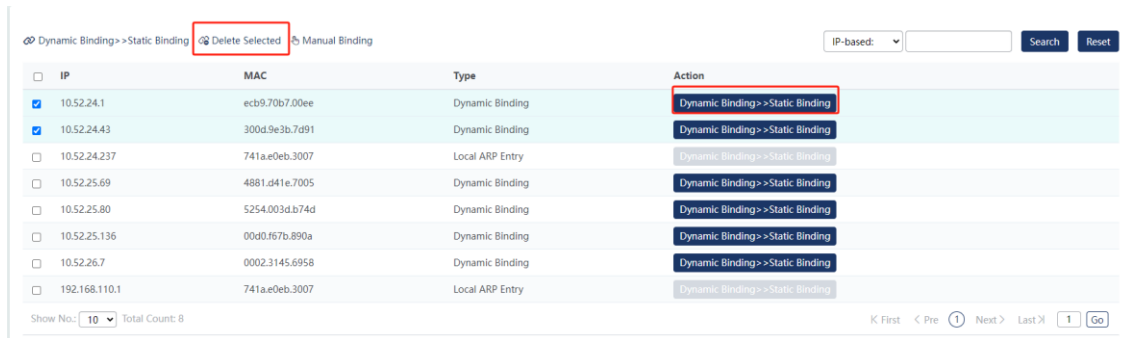 Dynamic Binding>>Static Binding Delete Selected Manual Binding IP-based: Search Reset
IP MAC Type Action
10.52.24.1 ecb9.70b7.00ee Dynamic Binding Dynamic Binding>>Static Binding
10.52.24.43 300d.9e3b.7d91 Dynamic Binding Dynamic Binding>>Static Binding
10.52.24.237 741a.e0eb.3007 Local ARP Entry Dynamic Binding>>Static Binding
10.52.25.69 4881.d41e.7005 Dynamic Binding Dynamic Binding>>Static Binding
10.52.25.80 5254.003d.b74d Dynamic Binding Dynamic Binding>>Static Binding
10.52.25.136 00d0.f67b.890a Dynamic Binding Dynamic Binding>>Static Binding
10.52.26.7 0002.3145.6958 Dynamic Binding Dynamic Binding>>Static Binding
192.168.110.1 741a.e0eb.3007 Local ARP Entry Dynamic Binding>>Static Binding
Show No.: 10 Total Count: 8 First < Pre 1 Next > Last 1 Go